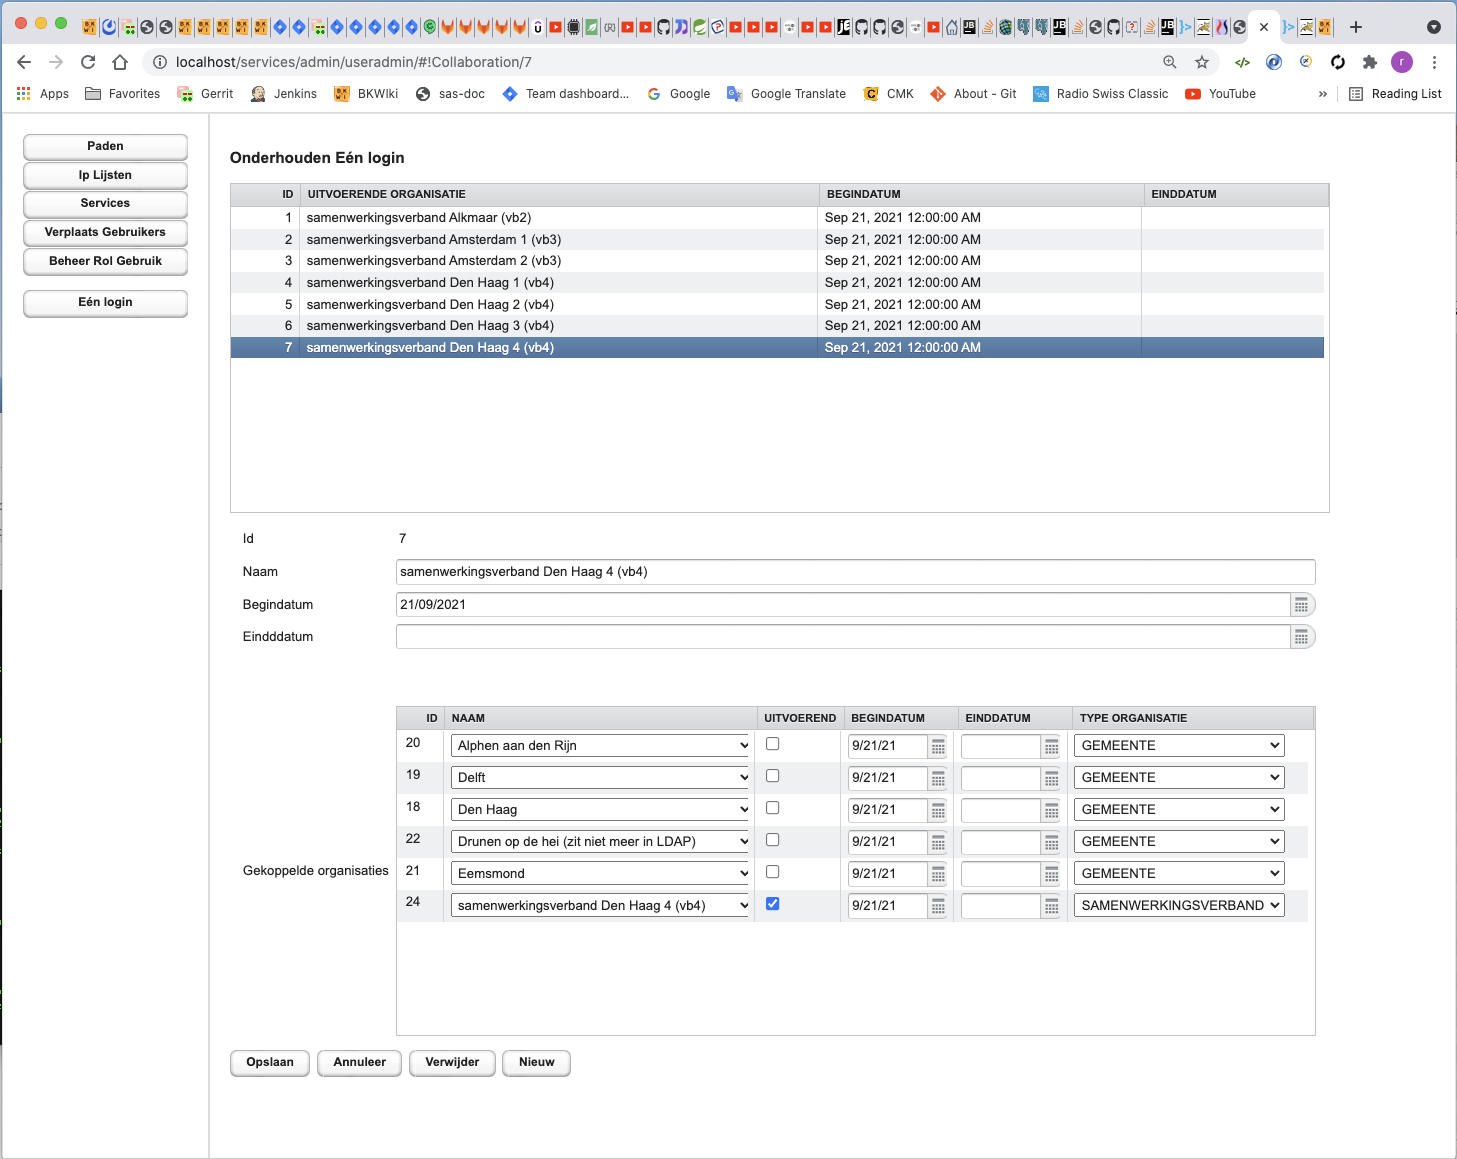 localhost/services/admin/useradmin/#!Collaboration/7
r
Apps Favorites Gerrit Jenkins BKWIki sas-doc Team dashboard... Google Google Translate CMK About - Git Radio Swiss Classic YouTube » Reading List
Paden
Ip Lijsten
Services
Verplaats Gebruikers
Beheer Rol Gebruik
Eén login
Onderhouden Eén login
ID UITVOERENDE ORGANISATIE BEGINDATUM EINDDATUM
1 samenwerkingsverband Alkmaar (vb2) Sep 21, 2021 12:00:00 AM
2 samenwerkingsverband Amsterdam 1 (vb3) Sep 21, 2021 12:00:00 AM
3 samenwerkingsverband Amsterdam 2 (vb3) Sep 21, 2021 12:00:00 AM
4 samenwerkingsverband Den Haag 1 (vb4) Sep 21, 2021 12:00:00 AM
5 samenwerkingsverband Den Haag 2 (vb4) Sep 21, 2021 12:00:00 AM
6 samenwerkingsverband Den Haag 3 (vb4) Sep 21, 2021 12:00:00 AM
7 samenwerkingsverband Den Haag 4 (vb4) Sep 21, 2021 12:00:00 AM
Id 7
Naam samenwerkingsverband Den Haag 4 (vb4)
Begindatum 21/09/2021
Eindddatum
Gekoppelde organisaties
ID NAAM UITVOEREND BEGINDATUM EINDDATUM TYPE ORGANISATIE
20 Alphen aan den Rijn 9/21/21 GEMEENTE
19 Delft 9/21/21 GEMEENTE
18 Den Haag 9/21/21 GEMEENTE
22 Drunen op de hei (zit niet meer in LDAP) 9/21/21 GEMEENTE
21 Eemsmond 9/21/21 GEMEENTE
24 samenwerkingsverband Den Haag 4 (vb4) 9/21/21 SAMENWERKINGSVERBAND
Opslaan Annuleer Verwijder Nieuw